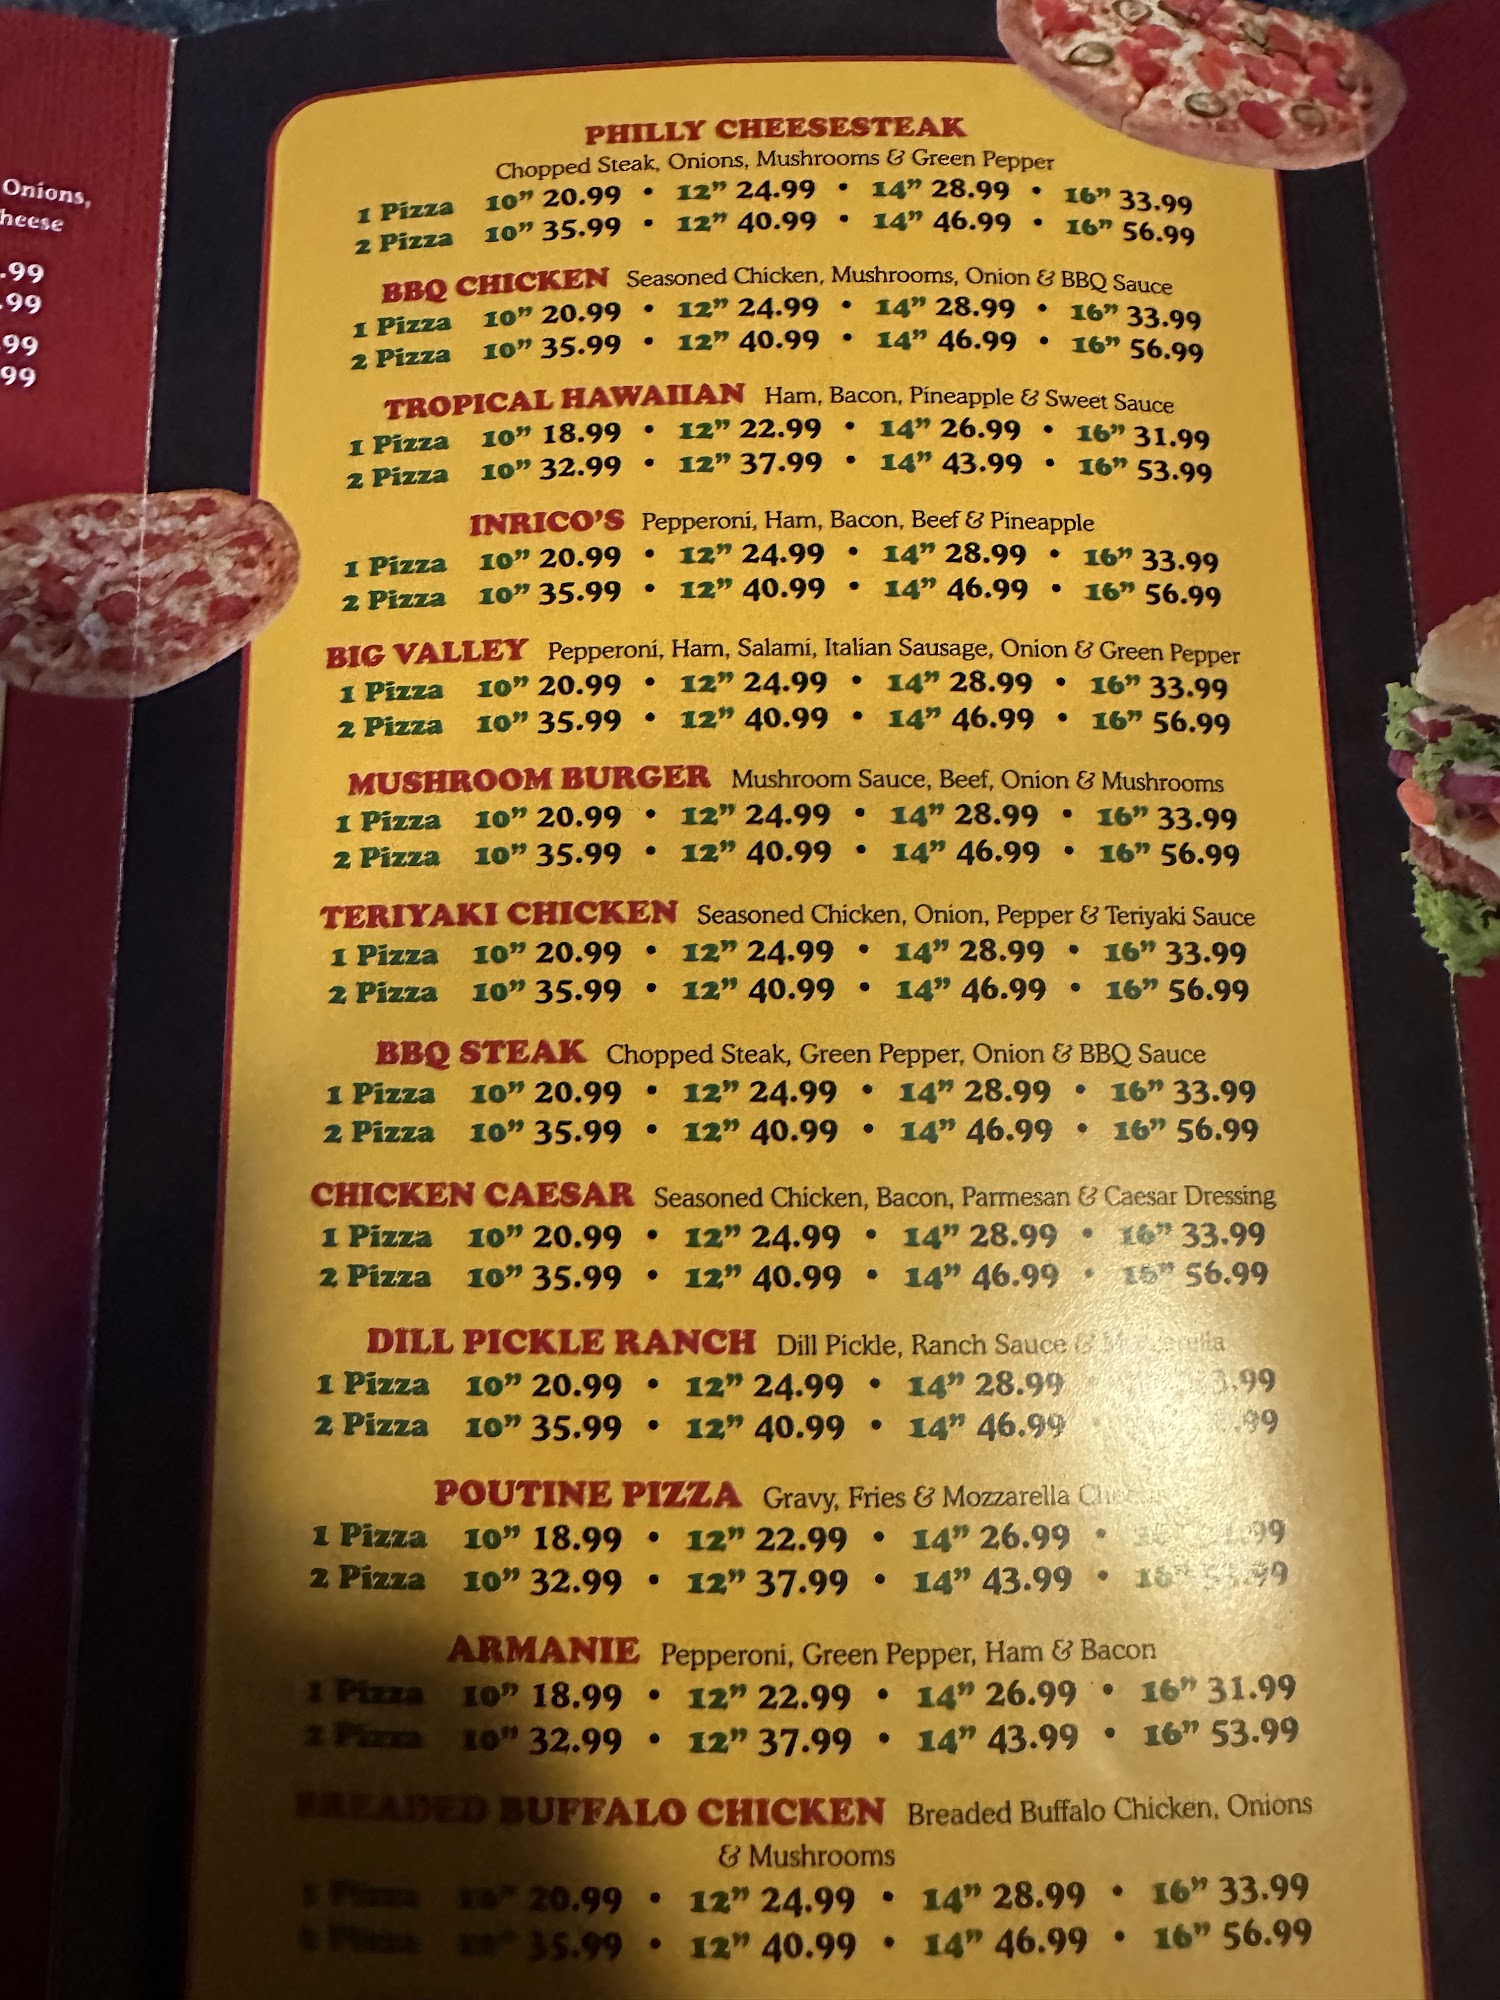 Onions,
heese
.99
.99
.99
99
PHILLY CHEESESTEAK
Chopped Steak, Onions, Mushrooms & Green Pepper
1 Pizza 10" 20.99 • 12" 24.99 • 14" 28.99 • 16" 33.99
2 Pizza 10" 35.99 • 12" 40.99 • 14" 46.99 • 16" 56.99
BBQ CHICKEN Seasoned Chicken, Mushrooms, Onion & BBQ Sauce
1 Pizza 10" 20.99 • 12" 24.99 • 14" 28.99 • 16" 33.99
2 Pizza 10" 35.99 • 12" 40.99 • 14" 46.99 • 16" 56.99
TROPICAL HAWAIIAN Ham, Bacon, Pineapple & Sweet Sauce
1 Pizza 10" 18.99 • 12" 22.99 • 14" 26.99 • 16" 31.99
2 Pizza 10" 32.99 • 12" 37.99 • 14" 43.99 • 16" 53.99
INRICO'S Pepperoni, Ham, Bacon, Beef & Pineapple
1 Pizza 10" 20.99 • 12" 24.99 • 14" 28.99 • 16" 33.99
2 Pizza 10" 35.99 • 12" 40.99 • 14" 46.99 • 16" 56.99
BIG VALLEY Pepperoni, Ham, Salami, Italian Sausage, Onion & Green Pepper
1 Pizza 10" 20.99 • 12" 24.99 • 14" 28.99 • 16" 33.99
2 Pizza 10" 35.99 • 12" 40.99 • 14" 46.99 • 16" 56.99
MUSHROOM BURGER Mushroom Sauce, Beef, Onion & Mushrooms
1 Pizza 10" 20.99 • 12" 24.99 • 14" 28.99 • 16" 33.99
2 Pizza 10" 35.99 • 12" 40.99 • 14" 46.99 • 16" 56.99
TERIYAKI CHICKEN Seasoned Chicken, Onion, Pepper & Teriyaki Sauce
1 Pizza 10" 20.99 • 12" 24.99 • 14" 28.99 • 16" 33.99
2 Pizza 10" 35.99 • 12" 40.99 • 14" 46.99 • 16" 56.99
BBQ STEAK Chopped Steak, Green Pepper, Onion & BBQ Sauce
1 Pizza 10" 20.99 • 12" 24.99 • 14" 28.99 • 16" 33.99
2 Pizza 10" 35.99 • 12" 40.99 • 14" 46.99 • 16" 56.99
CHICKEN CAESAR Seasoned Chicken, Bacon, Parmesan & Caesar Dressing
1 Pizza 10" 20.99 • 12" 24.99 • 14" 28.99 • 16" 33.99
2 Pizza 10" 35.99 • 12" 40.99 • 14" 46.99 • 16" 56.99
DILL PICKLE RANCH Dill Pickle, Ranch Sauce & Mozzarella
1 Pizza 10" 20.99 • 12" 24.99 • 14" 28.99 3.99
2 Pizza 10" 35.99 • 12" 40.99 • 14" 46.99 .99
POUTINE PIZZA Gravy, Fries & Mozzarella
1 Pizza 10" 18.99 • 12" 22.99 • 14" 26.99 • .99
2 Pizza 10" 32.99 • 12" 37.99 • 14" 43.99 • 16"
ARMANIE Pepperoni, Green Pepper, Ham & Bacon
1 Pizza 10" 18.99 • 12" 22.99 • 14" 26.99 • 16" 31.99
2 Pizza 10" 32.99 • 12" 37.99 • 14" 43.99 • 16" 53.99
BREADED BUFFALO CHICKEN Breaded Buffalo Chicken, Onions
& Mushrooms
1 Pizza 10" 20.99 • 12" 24.99 • 14" 28.99 • 16" 33.99
2 Pizza 10" 35.99 • 12" 40.99 • 14" 46.99 • 16" 56.99